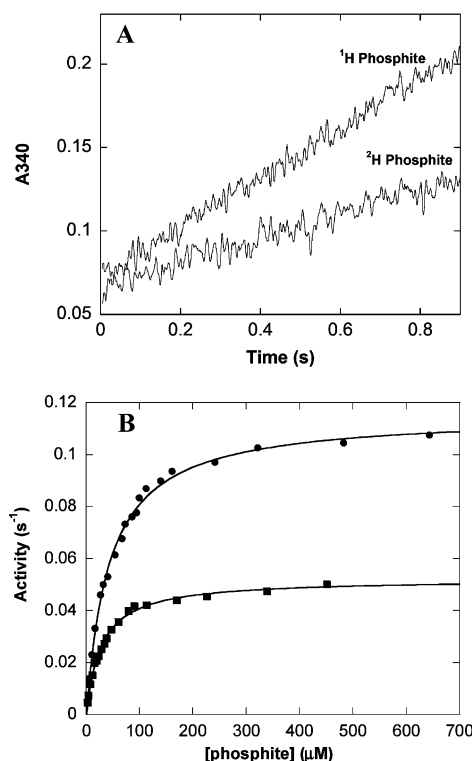 A
¹H Phosphite
²H Phosphite
0.2
0.15
0.1
0.05
A340
0 0.2 0.4 0.6 0.8
Time (s)
B
0.12
0.1
0.08
0.06
0.04
0.02
0
Activity (s⁻¹)
0 100 200 300 400 500 600 700
[phosphite] (μM)